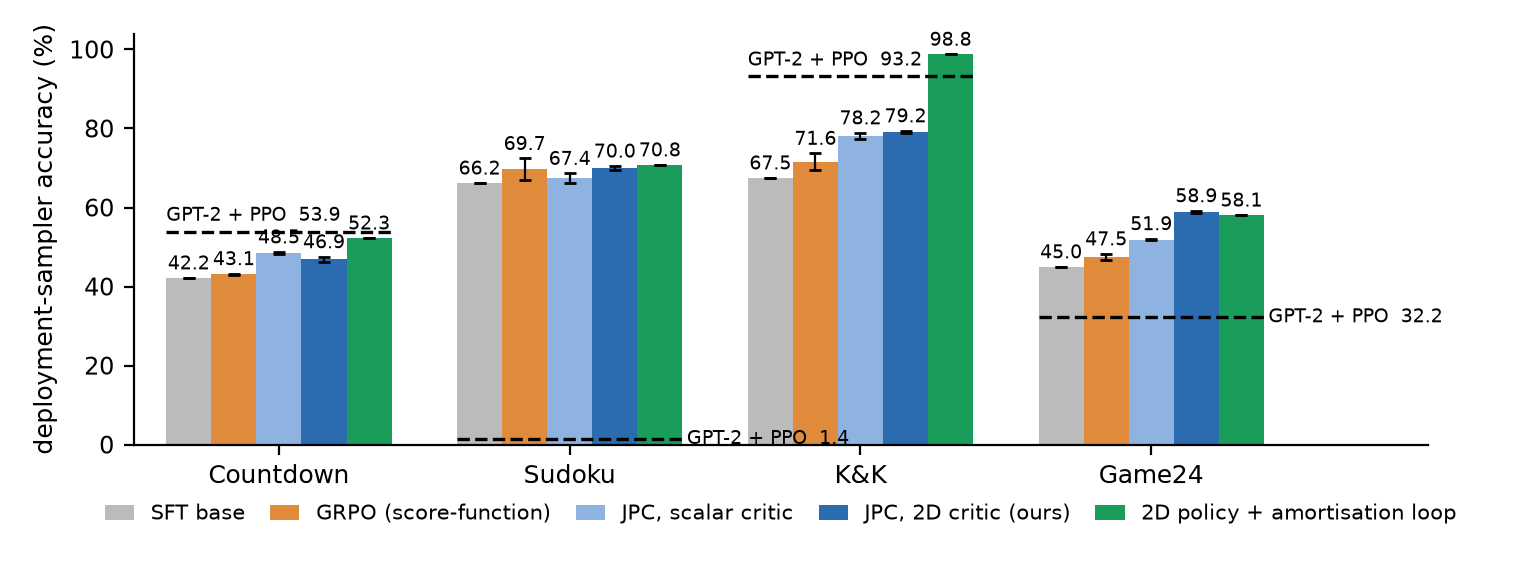 deployment-sampler accuracy (%)
100
80
60
40
20
0
GPT-2 + PPO 53.9
42.2
43.1
48.5
46.9
52.3
66.2
69.7
67.4
70.0
70.8
GPT-2 + PPO 1.4
GPT-2 + PPO 93.2
67.5
71.6
78.2
79.2
98.8
45.0
47.5
51.9
58.9
58.1
GPT-2 + PPO 32.2
Countdown
Sudoku
K&K
Game24
SFT base
GRPO (score-function)
JPC, scalar critic
JPC, 2D critic (ours)
2D policy + amortisation loop